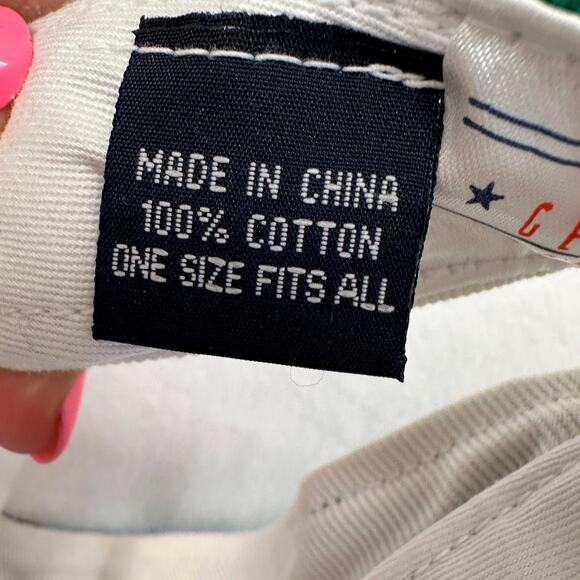 MADE IN CHINA
100% COTTON
ONE SIZE FITS ALL